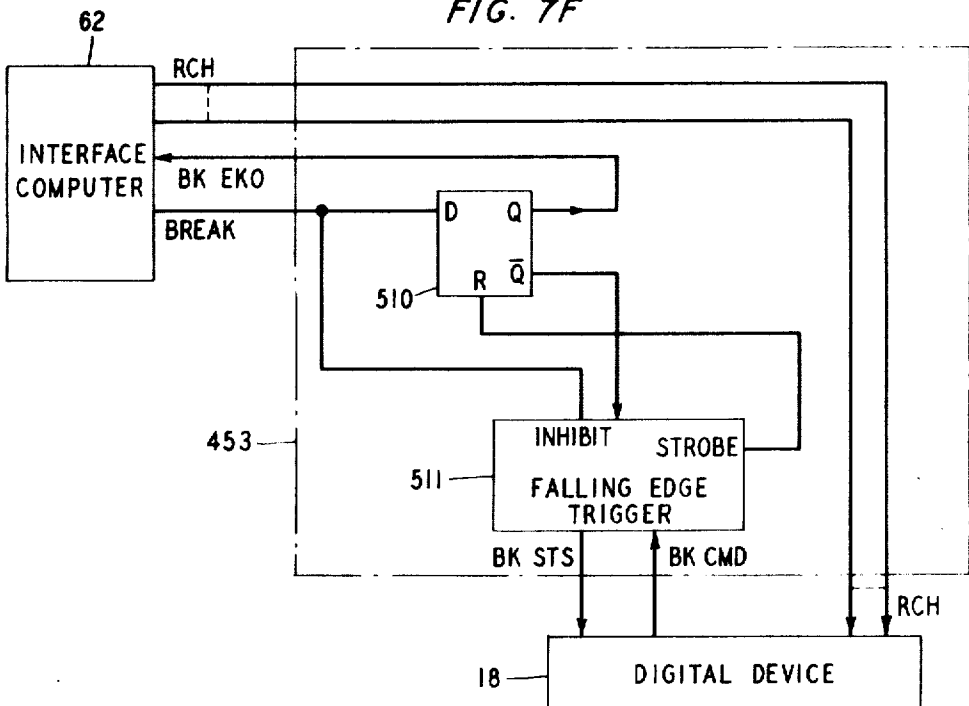 FIG. 7F
62
RCH
INTERFACE
COMPUTER
BK EKO
BREAK
D Q
R Q̅
510
453
INHIBIT
STROBE
511
FALLING EDGE
TRIGGER
BK STS
BK CMD
RCH
18
DIGITAL DEVICE